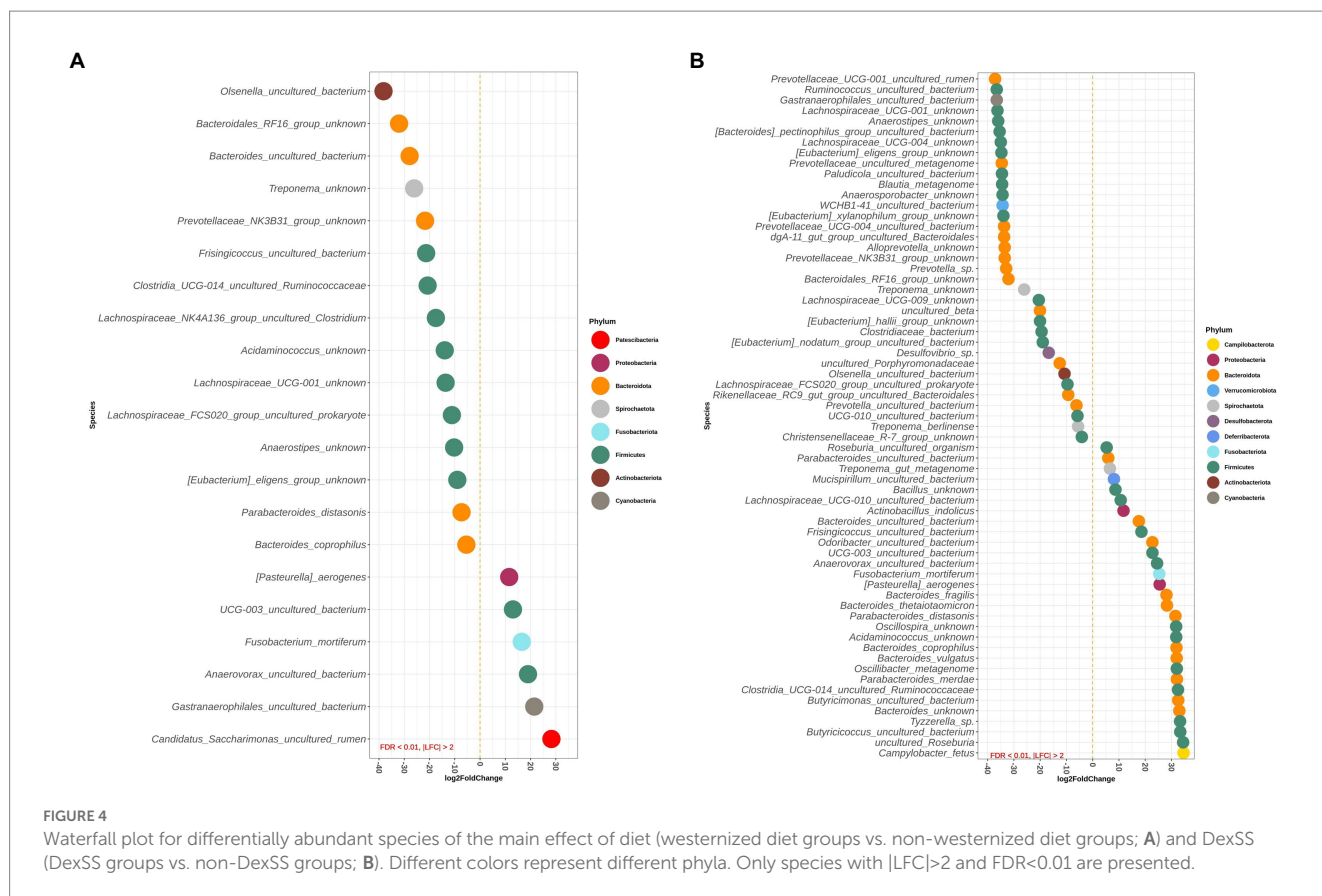 A
Species
Olsenella_uncultured_bacterium
Bacteroidales_RF16_group_unknown
Bacteroides_uncultured_bacterium
Treponema_unknown
Prevotellaceae_NK3B31_group_unknown
Frisingicoccus_uncultured_bacterium
Clostridia_UCG-014_uncultured_Ruminococcaceae
Lachnospiraceae_NK4A136_group_uncultured_Clostridium
Acidaminococcus_unknown
Lachnospiraceae_UCG-001_unknown
Lachnospiraceae_FCS020_group_uncultured_prokaryote
Anaerostipes_unknown
[Eubacterium]_eligens_group_unknown
Parabacteroides_distasonis
Bacteroides_coprophilus
[Pasteurella]_aerogenes
UCG-003_uncultured_bacterium
Fusobacterium_mortiferum
Anaerovorax_uncultured_bacterium
Gastranaerophilales_uncultured_bacterium
Candidatus_Saccharimonas_uncultured_rumen
FDR < 0.01, |LFC| > 2
-40 -30 -20 -10 0 10 20 30
log2FoldChange
Phylum
Patescibacteria
Proteobacteria
Bacteroidota
Spirochaetota
Fusobacteriota
Firmicutes
Actinobacteriota
Cyanobacteria
B
Species
Prevotellaceae_UCG-001_uncultured_rumen
Ruminococcus_uncultured_bacterium
Gastranaerophilales_uncultured_bacterium
Lachnospiraceae_UCG-001_unknown
Anaerostipes_unknown
[Bacteroides]_pectinophilus_group_uncultured_bacterium
Lachnospiraceae_UCG-004_unknown
[Eubacterium]_eligens_group_unknown
Prevotellaceae_uncultured_metagenome
Paludicola_uncultured_bacterium
Blautia_metagenome
Anaerosporobacter_unknown
WCHB1-41_uncultured_bacterium
[Eubacterium]_xylanophilum_group_unknown
Prevotellaceae_UCG-004_uncultured_bacterium
dgA-11_gut_group_uncultured_Bacteroidales
Alloprevotella_unknown
Prevotellaceae_NK3B31_group_unknown
Prevotella_sp.
Bacteroidales_RF16_group_unknown
Treponema_unknown
Lachnospiraceae_UCG-009_unknown
uncultured_beta
[Eubacterium]_hallii_group_unknown
Clostridiaceae_bacterium
[Eubacterium]_nodatum_group_uncultured_bacterium
Desulfovibrio_sp.
uncultured_Porphyromonadaceae
Olsenella_uncultured_bacterium
Lachnospiraceae_FCS020_group_uncultured_prokaryote
Rikenellaceae_RC9_gut_group_uncultured_Bacteroidales
Prevotella_uncultured_bacterium
UCG-010_uncultured_bacterium
Treponema_berlinense
Christensenellaceae_R-7_group_unknown
Roseburia_uncultured_organism
Parabacteroides_uncultured_bacterium
Treponema_gut_metagenome
Mucispirillum_uncultured_bacterium
Bacillus_unknown
Lachnospiraceae_UCG-010_uncultured_bacterium
Actinobacillus_indolicus
Bacteroides_uncultured_bacterium
Frisingicoccus_uncultured_bacterium
Odoribacter_uncultured_bacterium
UCG-003_uncultured_bacterium
Anaerovorax_uncultured_bacterium
Fusobacterium_mortiferum
[Pasteurella]_aerogenes
Bacteroides_fragilis
Bacteroides_thetaiotaomicron
Parabacteroides_distasonis
Oscillospira_unknown
Acidaminococcus_unknown
Bacteroides_coprophilus
Bacteroides_vulgatus
Oscillibacter_metagenome
Parabacteroides_merdae
Clostridia_UCG-014_uncultured_Ruminococcaceae
Butyricimonas_uncultured_bacterium
Bacteroides_unknown
Tyzzerella_sp.
Butyricicoccus_uncultured_bacterium
uncultured_Roseburia
Campylobacter_fetus
FDR < 0.01, |LFC| > 2
-40 -30 -20 -10 0 10 20 30
log2FoldChange
Phylum
Campilobacterota
Proteobacteria
Bacteroidota
Verrucomicrobiota
Spirochaetota
Desulfobacterota
Deferribacterota
Fusobacteriota
Firmicutes
Actinobacteriota
Cyanobacteria
FIGURE 4
Waterfall plot for differentially abundant species of the main effect of diet (westernized diet groups vs. non-westernized diet groups; A) and DexSS
(DexSS groups vs. non-DexSS groups; B). Different colors represent different phyla. Only species with |LFC|>2 and FDR<0.01 are presented.